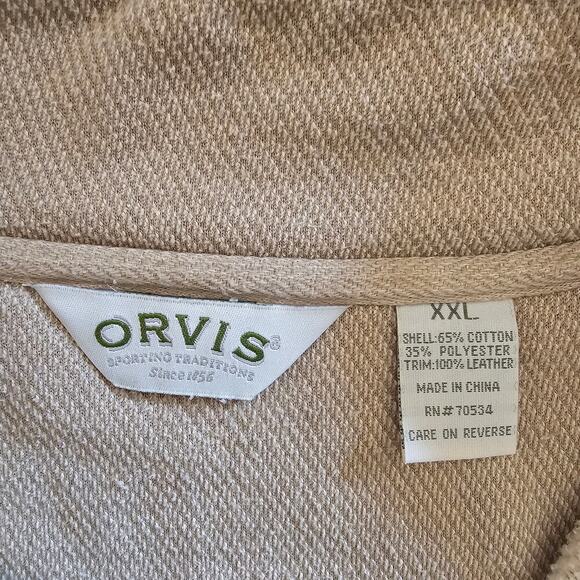 ORVIS®
SPORTING TRADITIONS
Since 1856
XXL
SHELL:65% COTTON
35% POLYESTER
TRIM:100% LEATHER
MADE IN CHINA
RN# 70534
CARE ON REVERSE